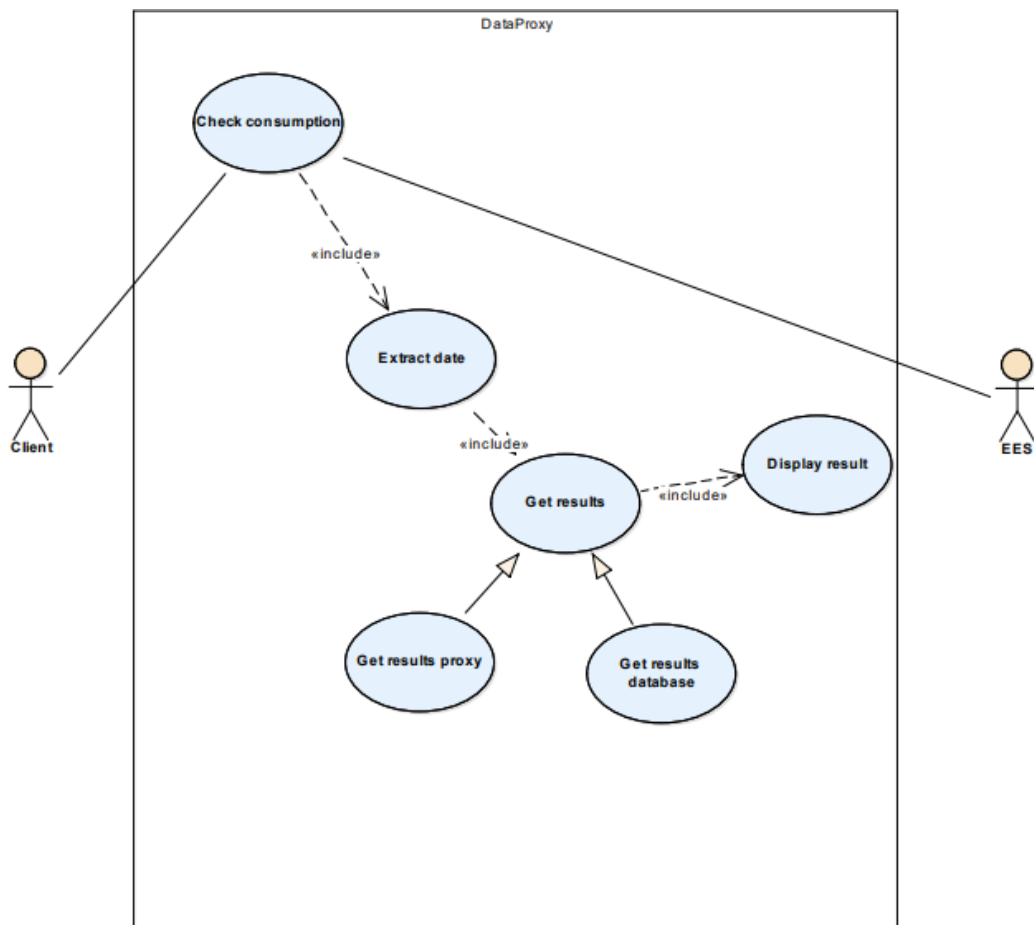 DataProxy
Check consumption
«include»
Extract date
Client
EES
«include»
Display result
Get results
«include»
Get results proxy
Get results
database